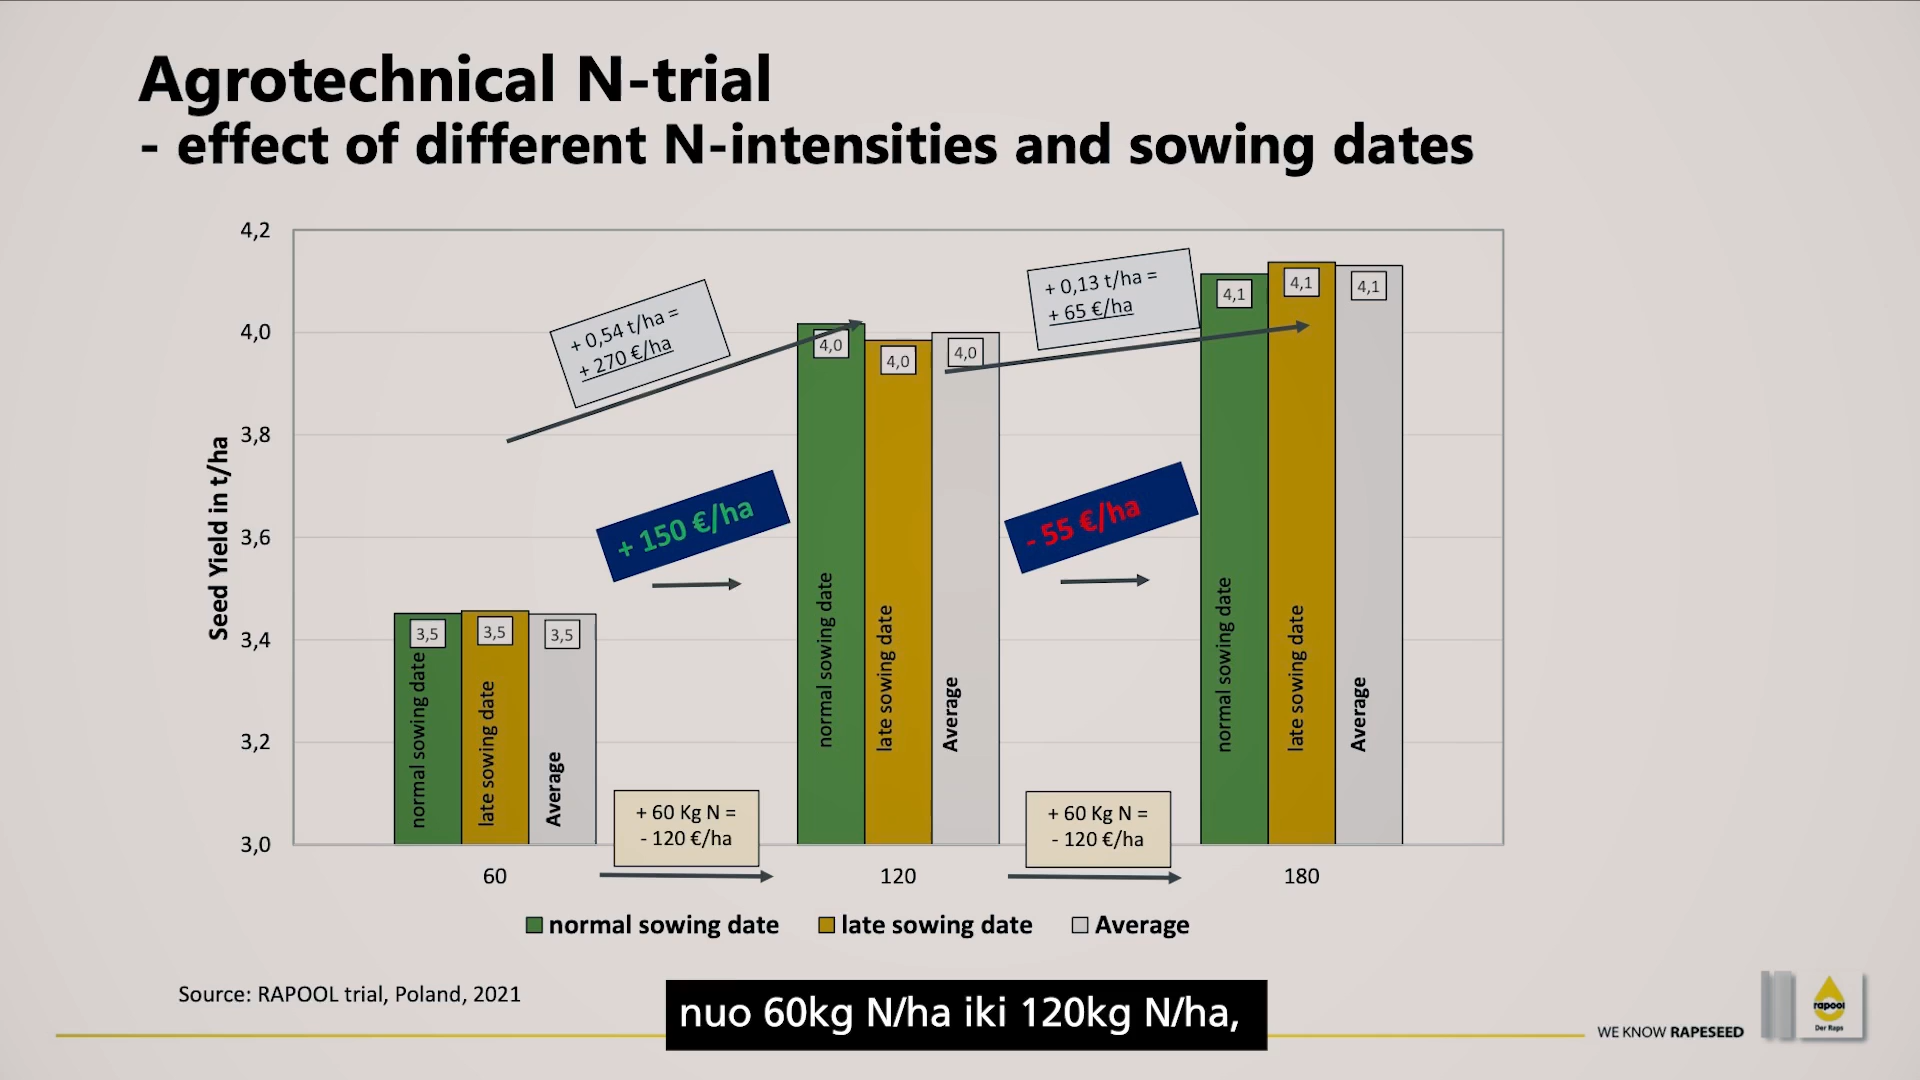 Agrotechnical N-trial
- effect of different N-intensities and sowing dates
Seed Yield in t/ha
4,2
4,0
3,8
3,6
3,4
3,2
3,0
+ 0,54 t/ha =
+ 270 €/ha
+ 0,13 t/ha =
+ 65 €/ha
+ 150 €/ha
- 55 €/ha
3,5
3,5
3,5
4,0
4,0
4,0
4,1
4,1
4,1
normal sowing date
late sowing date
Average
normal sowing date
late sowing date
Average
normal sowing date
late sowing date
Average
+ 60 Kg N =
- 120 €/ha
+ 60 Kg N =
- 120 €/ha
60
120
180
normal sowing date
late sowing date
Average
Source: RAPOOL trial, Poland, 2021
nuo 60kg N/ha iki 120kg N/ha,
WE KNOW RAPESEED
rapool
Der Raps